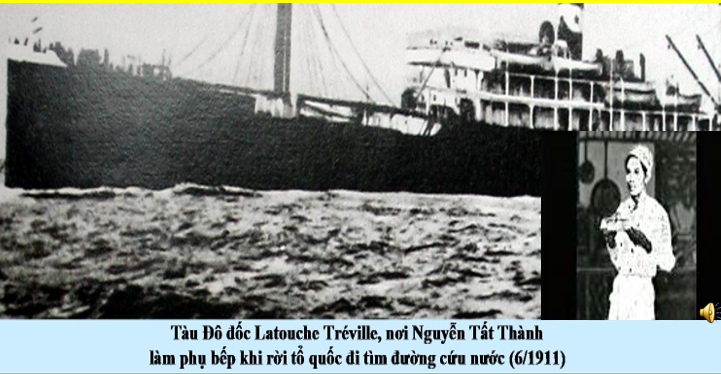 Tàu Đô đốc Latouche Tréville, nơi Nguyễn Tất Thành
làm phụ bếp khi rời tổ quốc đi tìm đường cứu nước (6/1911)